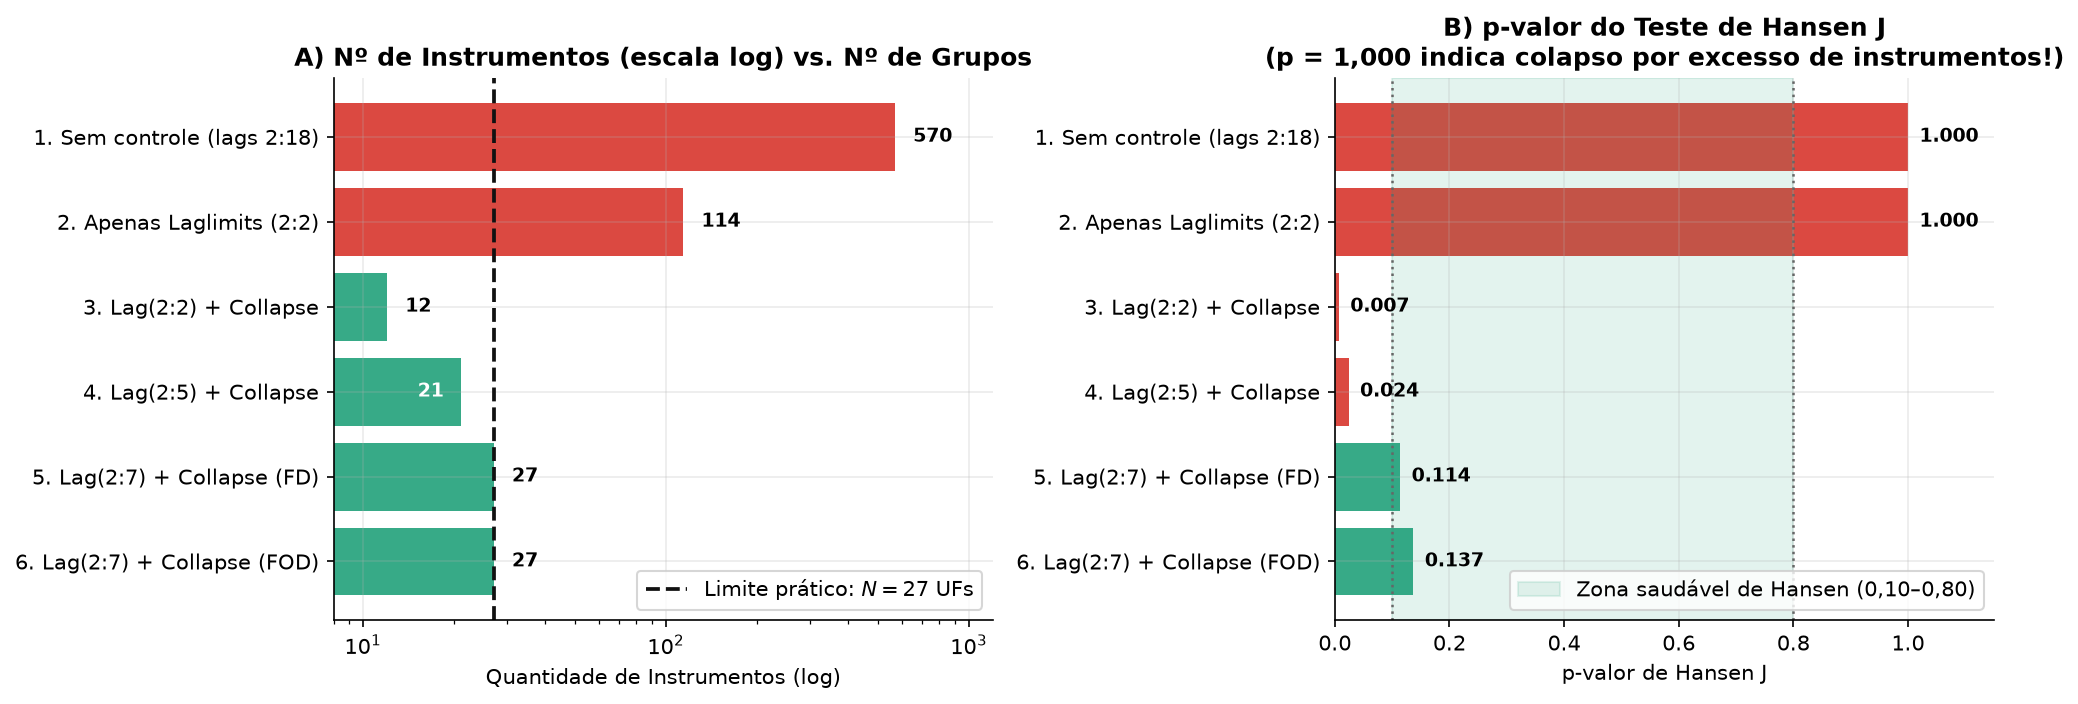 A) Nº de Instrumentos (escala log) vs. Nº de Grupos
1. Sem controle (lags 2:18)
570
2. Apenas Laglimits (2:2)
114
3. Lag(2:2) + Collapse
12
4. Lag(2:5) + Collapse
21
5. Lag(2:7) + Collapse (FD)
27
6. Lag(2:7) + Collapse (FOD)
27
Limite prático: N = 27 UFs
10¹ 10² 10³
Quantidade de Instrumentos (log)
B) p-valor do Teste de Hansen J
(p = 1,000 indica colapso por excesso de instrumentos!)
1. Sem controle (lags 2:18)
1.000
2. Apenas Laglimits (2:2)
1.000
3. Lag(2:2) + Collapse
0.007
4. Lag(2:5) + Collapse
0.024
5. Lag(2:7) + Collapse (FD)
0.114
6. Lag(2:7) + Collapse (FOD)
0.137
Zona saudável de Hansen (0,10–0,80)
0.0 0.2 0.4 0.6 0.8 1.0
p-valor de Hansen J